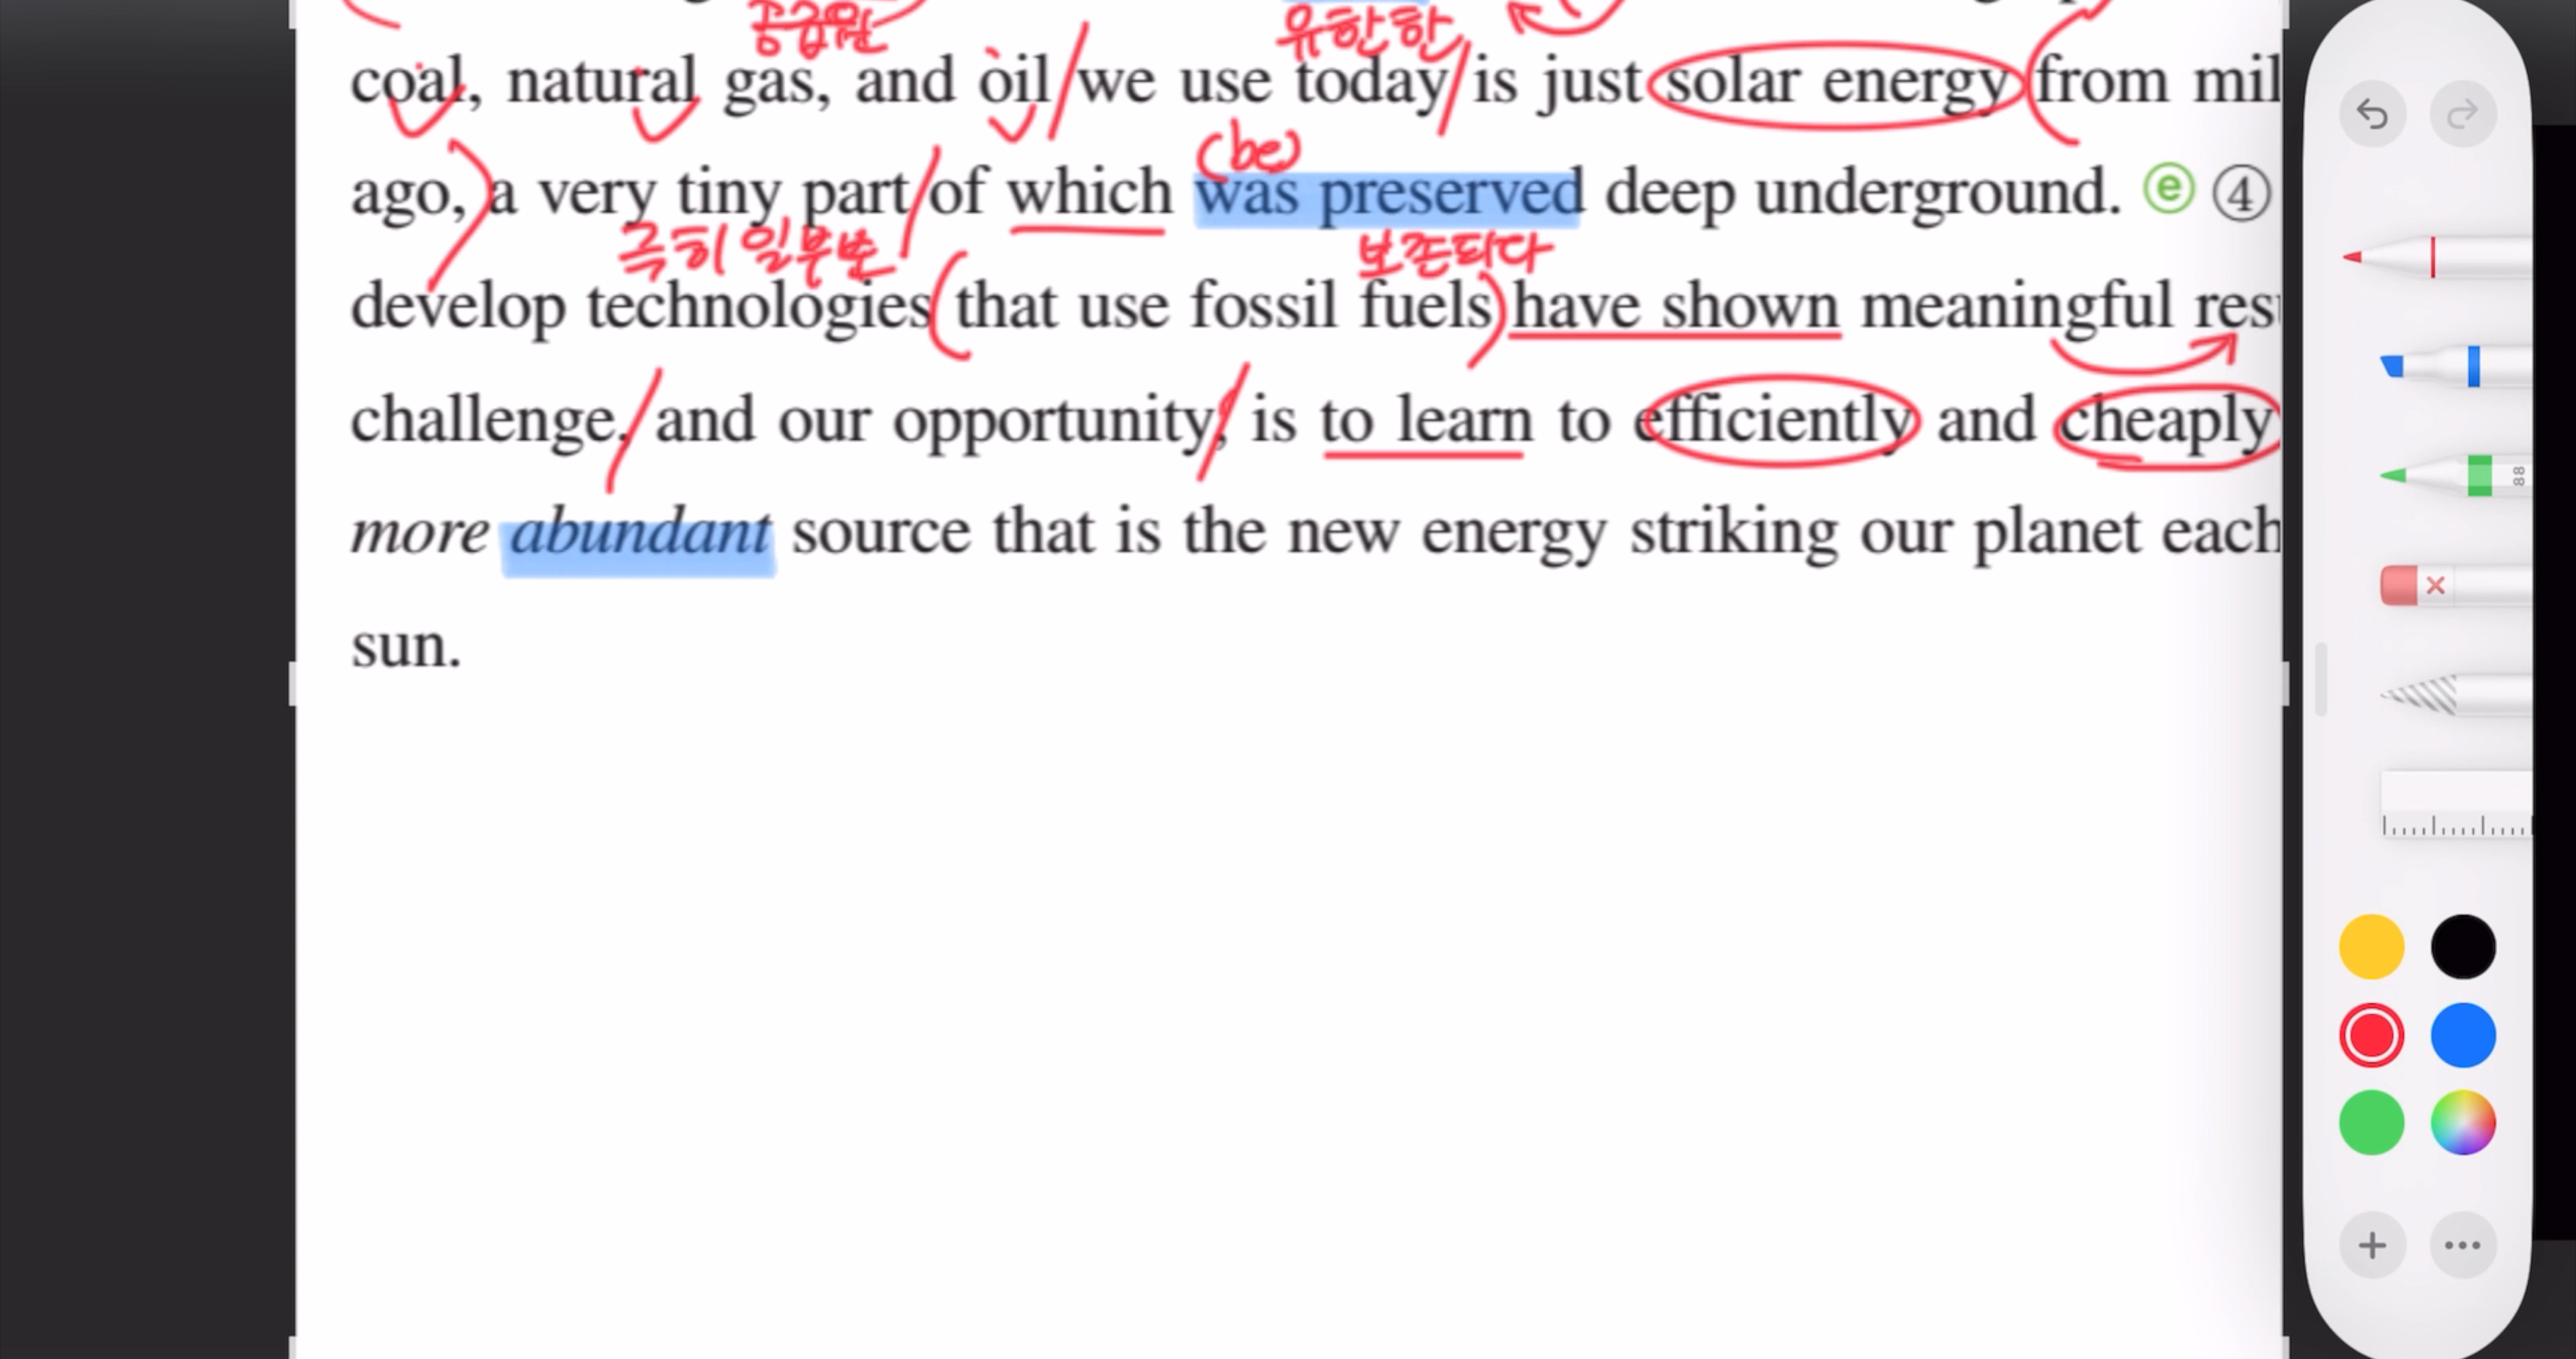 공급원 유한한
coal, natural gas, and oil we use today is just solar energy from mil
(be)
ago, a very tiny part of which was preserved deep underground. ⓔ ④
극히 일부분 보존되다
develop technologies that use fossil fuels have shown meaningful res
challenge, and our opportunity, is to learn to efficiently and cheaply
more abundant source that is the new energy striking our planet each
sun.
88